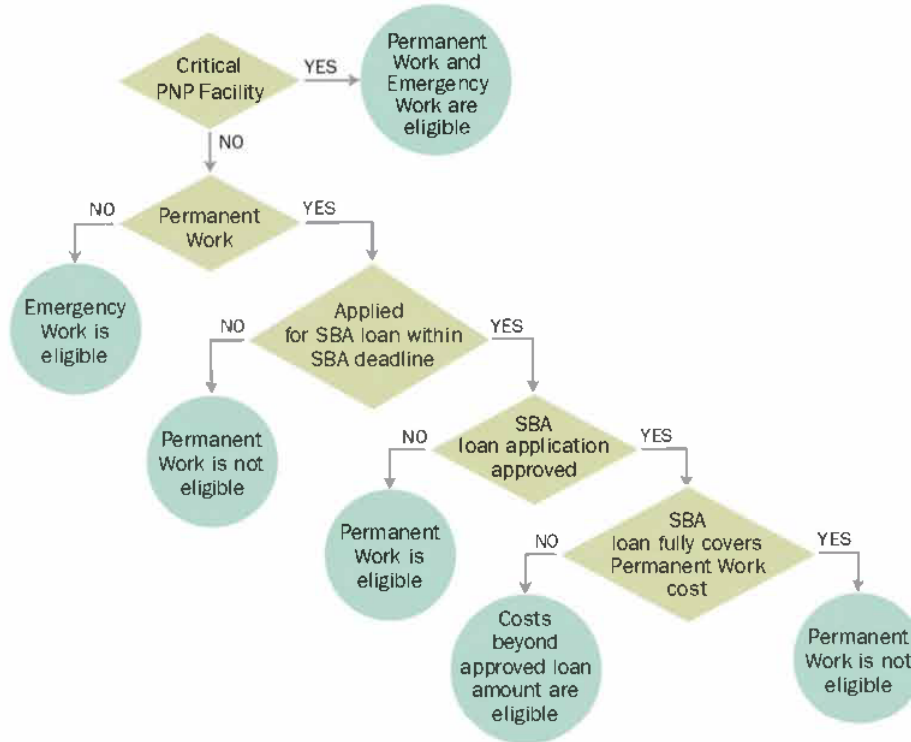 Critical
PNP Facility
YES
Permanent
Work and
Emergency
Work are
eligible
NO
Permanent
Work
NO
YES
Emergency
Work is
eligible
Applied
for SBA loan within
SBA deadline
NO
YES
Permanent
Work is not
eligible
SBA
loan application
approved
NO
YES
Permanent
Work is
eligible
SBA
loan fully covers
Permanent Work
cost
NO
YES
Costs
beyond
approved loan
amount are
eligible
Permanent
Work is not
eligible